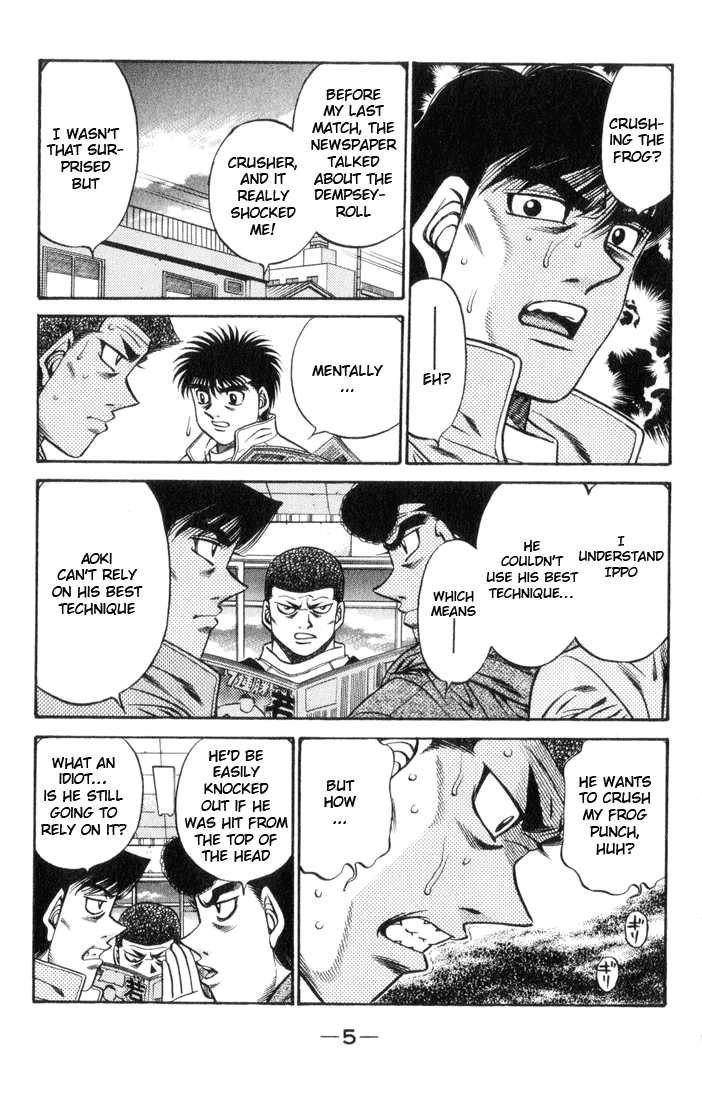 CRUSH-
ING THE
FROG?
—
EH?
BEFORE
MY LAST
MATCH, THE
NEWSPAPER
TALKED
ABOUT THE
DEMPSEY-
ROLL
CRUSHER,
AND IT
REALLY
SHOCKED
ME!
I WASN'T
THAT SUR-
PRISED
BUT
MENTALLY
...
I
UNDERSTAND
IPPO
HE
COULDN'T
USE HIS BEST
TECHNIQUE...
WHICH
MEANS
—
AOKI
CAN'T RELY
ON HIS BEST
TECHNIQUE
若
HE WANTS
TO CRUSH
MY FROG
PUNCH,
HUH?
BUT
HOW
...
ギリ
ギリ
HE'D BE
EASILY
KNOCKED
OUT IF HE
WAS HIT FROM
THE TOP OF
THE HEAD
WHAT AN
IDIOT...
IS HE STILL
GOING TO
RELY ON IT?
若
—5—